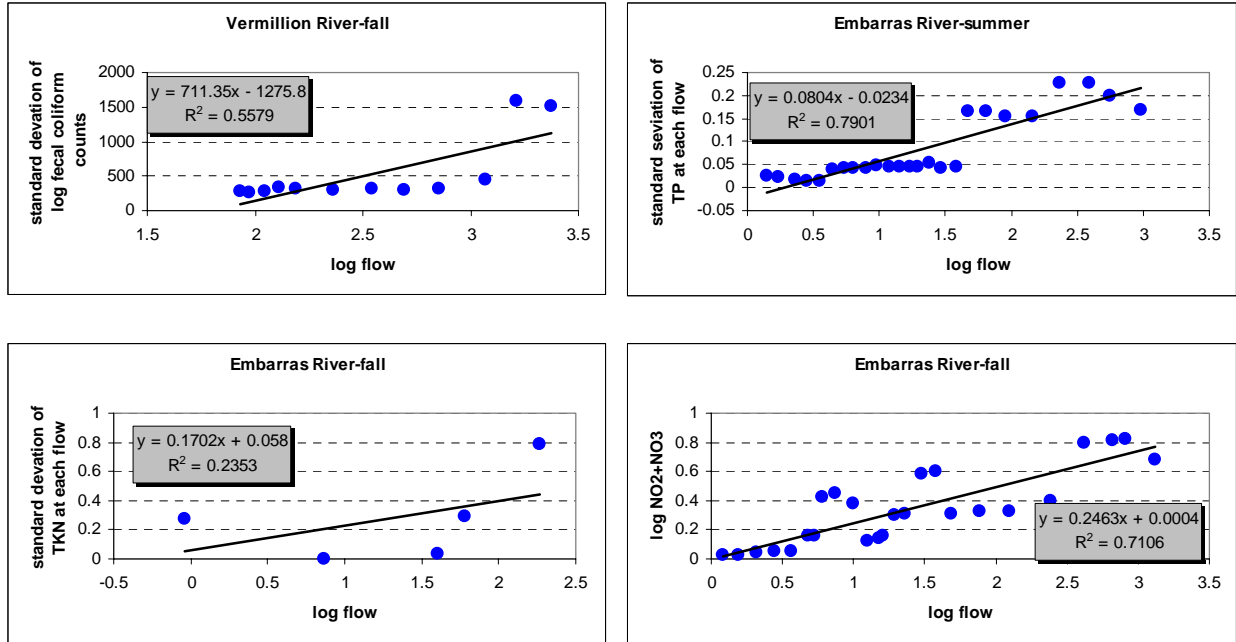 Vermillion River-fall
standard devation of
log fecal coliform
counts
2000
1500
1000
500
0
y = 711.35x - 1275.8
R² = 0.5579
1.5 2 2.5 3 3.5
log flow
Embarras River-summer
standard seviation of
TP at each flow
0.25
0.2
0.15
0.1
0.05
0
-0.05
y = 0.0804x - 0.0234
R² = 0.7901
0 0.5 1 1.5 2 2.5 3 3.5
log flow
Embarras River-fall
standard devation of
TKN at each flow
1
0.8
0.6
0.4
0.2
0
y = 0.1702x + 0.058
R² = 0.2353
-0.5 0 0.5 1 1.5 2 2.5
log flow
Embarras River-fall
log NO2+NO3
1
0.8
0.6
0.4
0.2
0
y = 0.2463x + 0.0004
R² = 0.7106
0 0.5 1 1.5 2 2.5 3 3.5
log flow